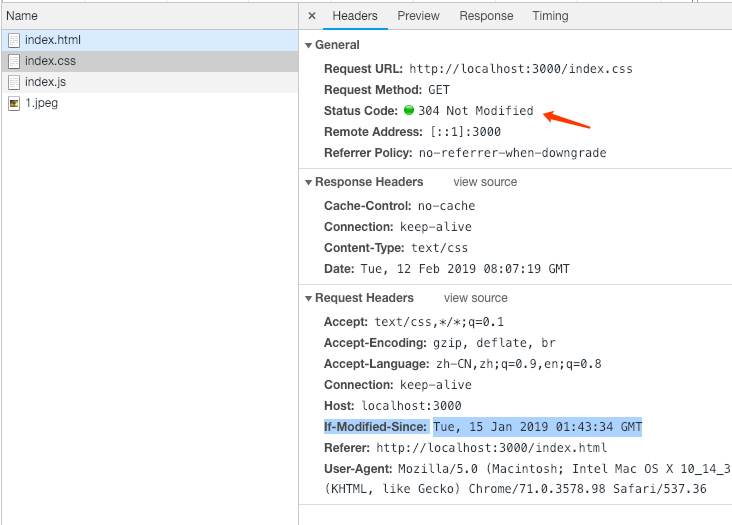 Name
index.html
index.css
index.js
1.jpeg
× Headers Preview Response Timing
General
Request URL: http://localhost:3000/index.css
Request Method: GET
Status Code: 304 Not Modified
Remote Address: [::1]:3000
Referrer Policy: no-referrer-when-downgrade
Response Headers view source
Cache-Control: no-cache
Connection: keep-alive
Content-Type: text/css
Date: Tue, 12 Feb 2019 08:07:19 GMT
Request Headers view source
Accept: text/css,*/*;q=0.1
Accept-Encoding: gzip, deflate, br
Accept-Language: zh-CN,zh;q=0.9,en;q=0.8
Connection: keep-alive
Host: localhost:3000
If-Modified-Since: Tue, 15 Jan 2019 01:43:34 GMT
Referer: http://localhost:3000/index.html
User-Agent: Mozilla/5.0 (Macintosh; Intel Mac OS X 10_14_3
(KHTML, like Gecko) Chrome/71.0.3578.98 Safari/537.36